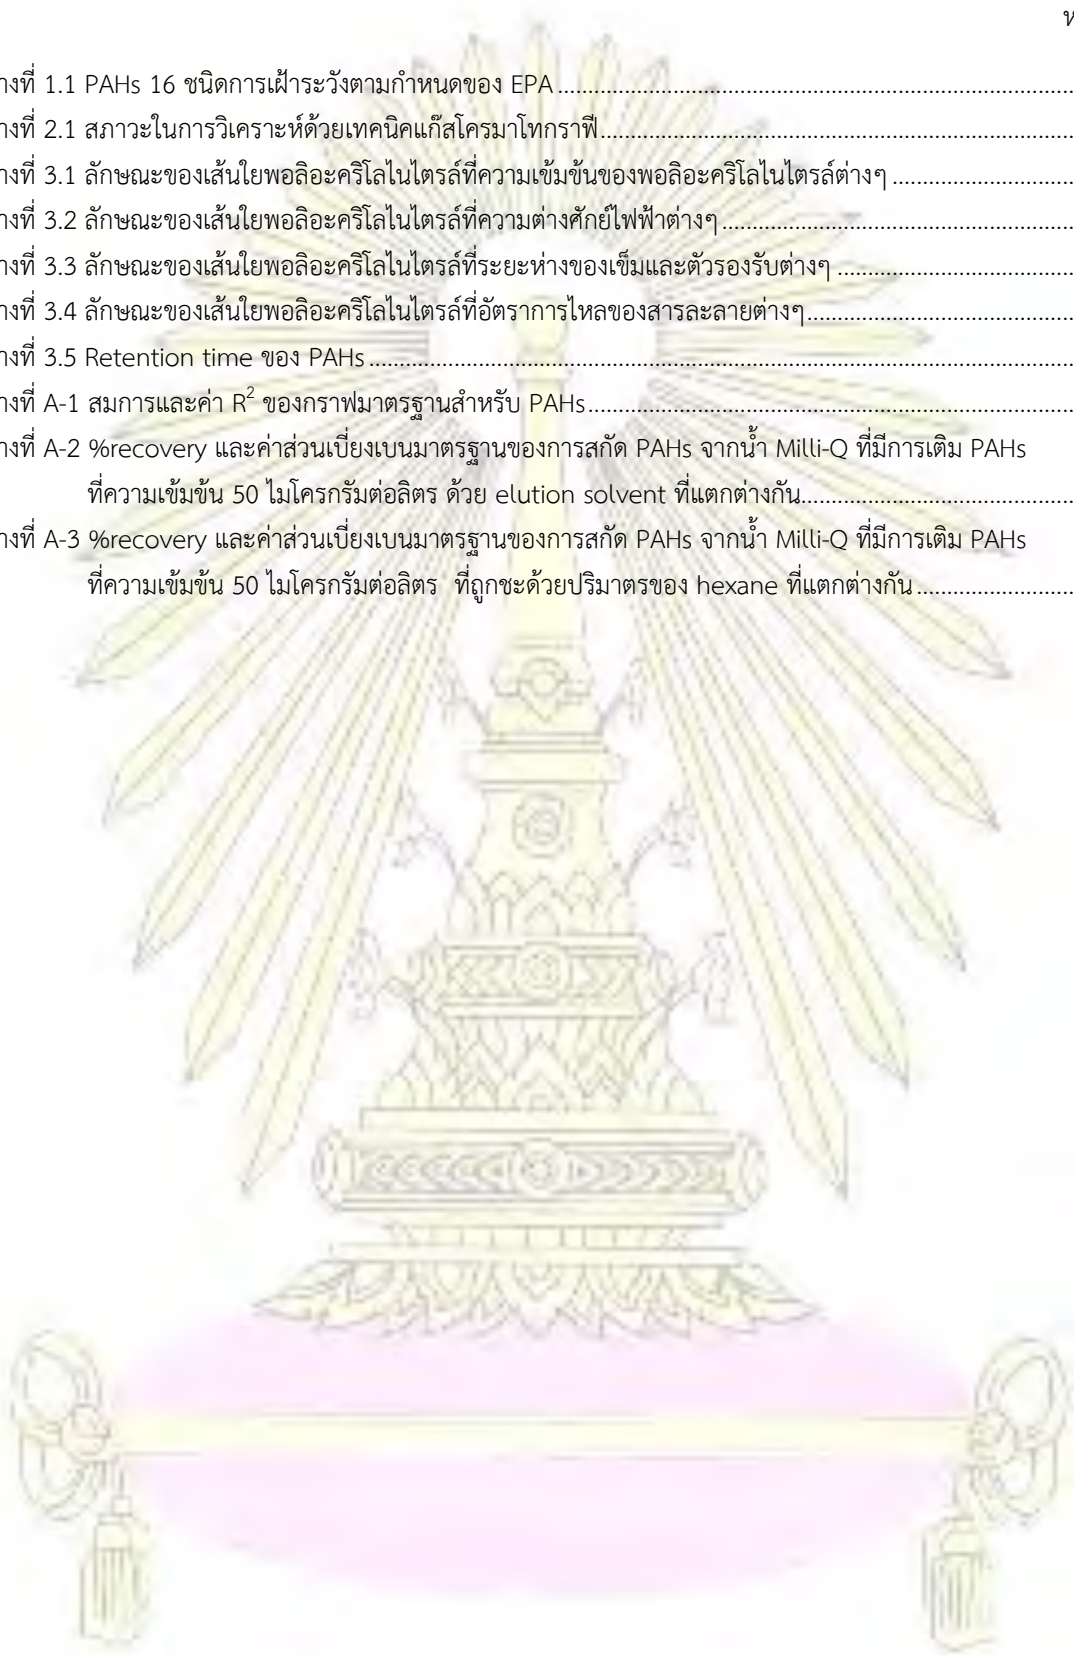 ห
างที่ 1.1 PAHs 16 ชนิดการเฝ้าระวังตามกำหนดของ EPA
างที่ 2.1 สภาวะในการวิเคราะห์ด้วยเทคนิคแก๊สโครมาโทกราฟี
างที่ 3.1 ลักษณะของเส้นใยพอลิอะคริโลไนไตรล์ที่ความเข้มข้นของพอลิอะคริโลไนไตรล์ต่างๆ
างที่ 3.2 ลักษณะของเส้นใยพอลิอะคริโลไนไตรล์ที่ความต่างศักย์ไฟฟ้าต่างๆ
างที่ 3.3 ลักษณะของเส้นใยพอลิอะคริโลไนไตรล์ที่ระยะห่างของเข็มและตัวรองรับต่างๆ
างที่ 3.4 ลักษณะของเส้นใยพอลิอะคริโลไนไตรล์ที่อัตราการไหลของสารละลายต่างๆ
างที่ 3.5 Retention time ของ PAHs
างที่ A-1 สมการและค่า R² ของกราฟมาตรฐานสำหรับ PAHs
างที่ A-2 %recovery และค่าส่วนเบี่ยงเบนมาตรฐานของการสกัด PAHs จากน้ำ Milli-Q ที่มีการเติม PAHs
ที่ความเข้มข้น 50 ไมโครกรัมต่อลิตร ด้วย elution solvent ที่แตกต่างกัน
างที่ A-3 %recovery และค่าส่วนเบี่ยงเบนมาตรฐานของการสกัด PAHs จากน้ำ Milli-Q ที่มีการเติม PAHs
ที่ความเข้มข้น 50 ไมโครกรัมต่อลิตร ที่ถูกชะด้วยปริมาตรของ hexane ที่แตกต่างกัน